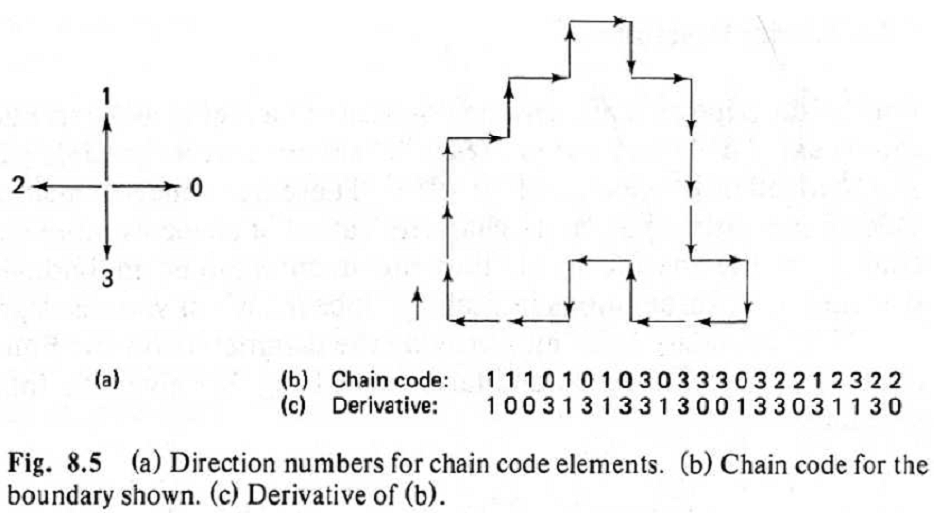 1
2
0
3
(a)
(b) Chain code: 1 1 1 0 1 0 1 0 3 0 3 3 3 0 3 2 2 1 2 3 2 2
(c) Derivative: 1 0 0 3 1 3 1 3 3 1 3 0 0 1 3 3 0 3 1 1 3 0
Fig. 8.5 (a) Direction numbers for chain code elements. (b) Chain code for the
boundary shown. (c) Derivative of (b).